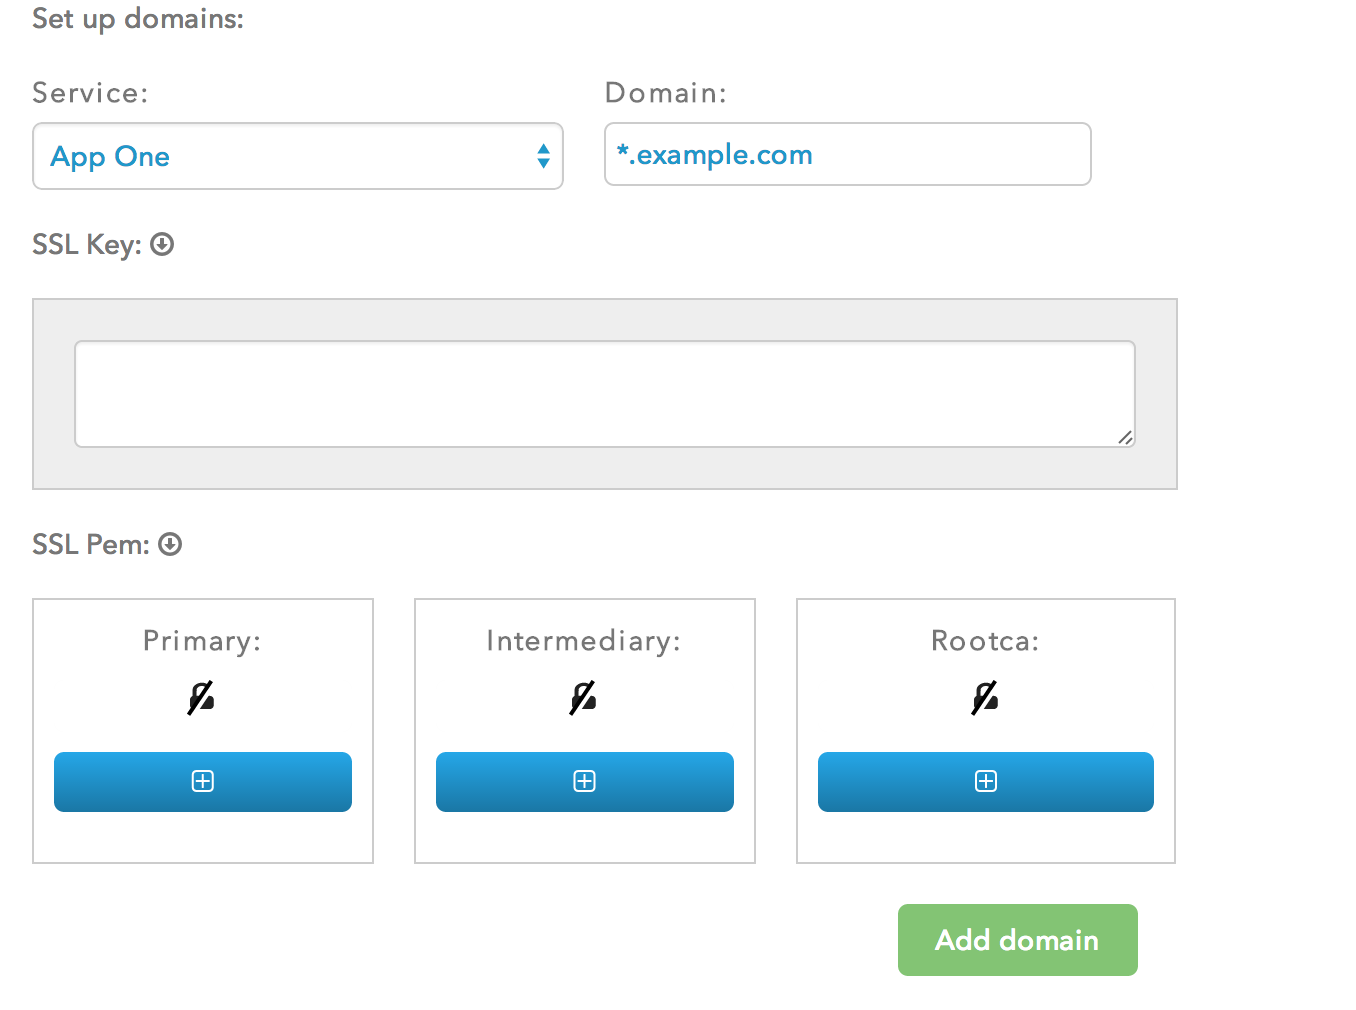 Set up domains:
Service: Domain:
App One *.example.com
SSL Key:
SSL Pem:
Primary: Intermediary: Rootca:
Add domain